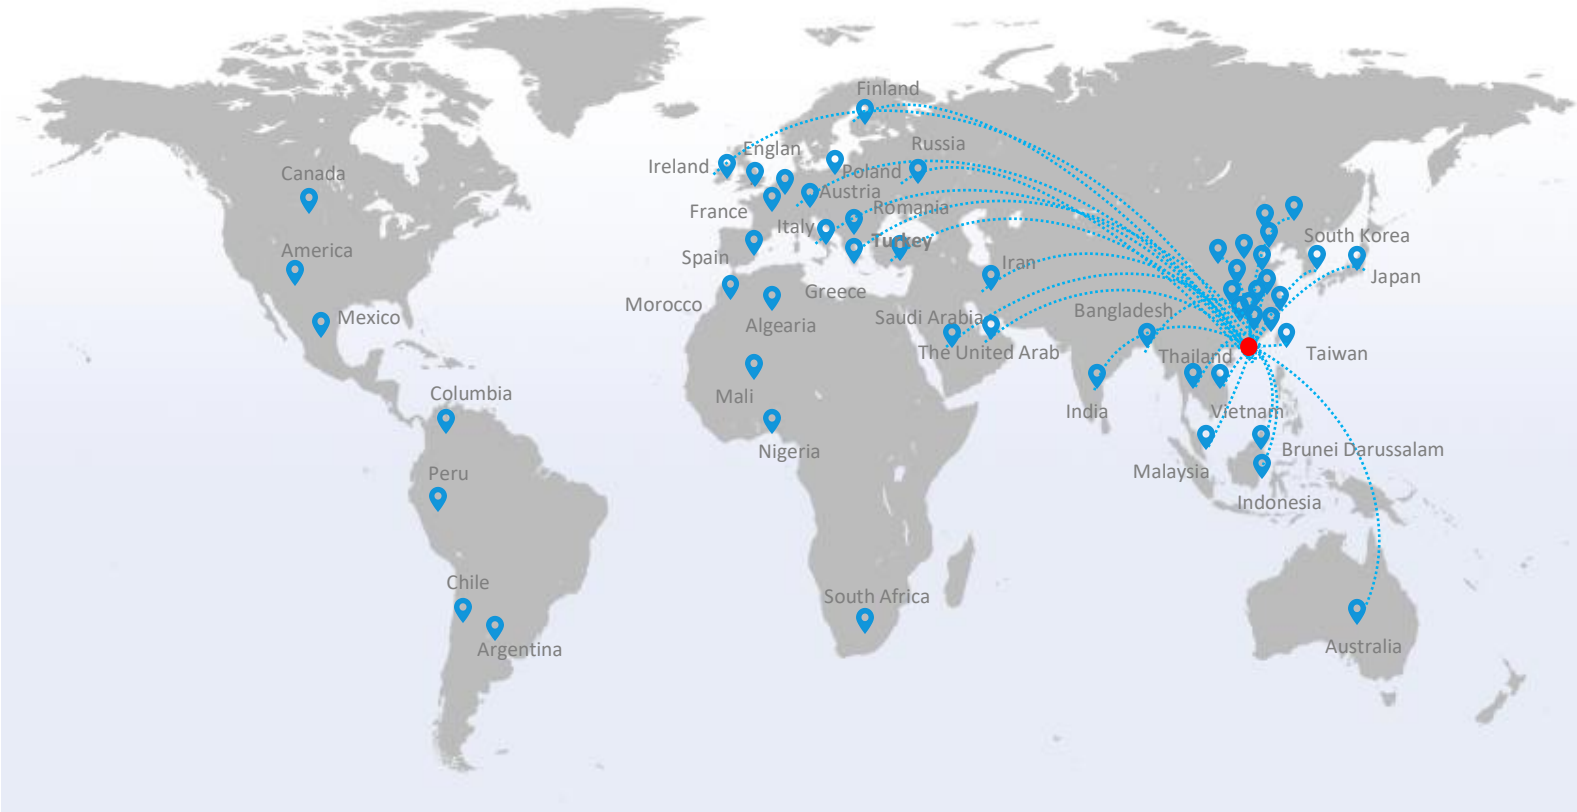 Finland
Russia
Englan
Ireland
Poland
Canada
Austria
France
Romania
Italy
South Korea
Turkey
America
Spain
Iran
Japan
Greece
Morocco
Bangladesh
Mexico
Saudi Arabia
Algearia
The United Arab
Taiwan
Thailand
Columbia
Mali
India
Vietnam
Nigeria
Brunei Darussalam
Peru
Malaysia
Indonesia
Chile
South Africa
Argentina
Australia